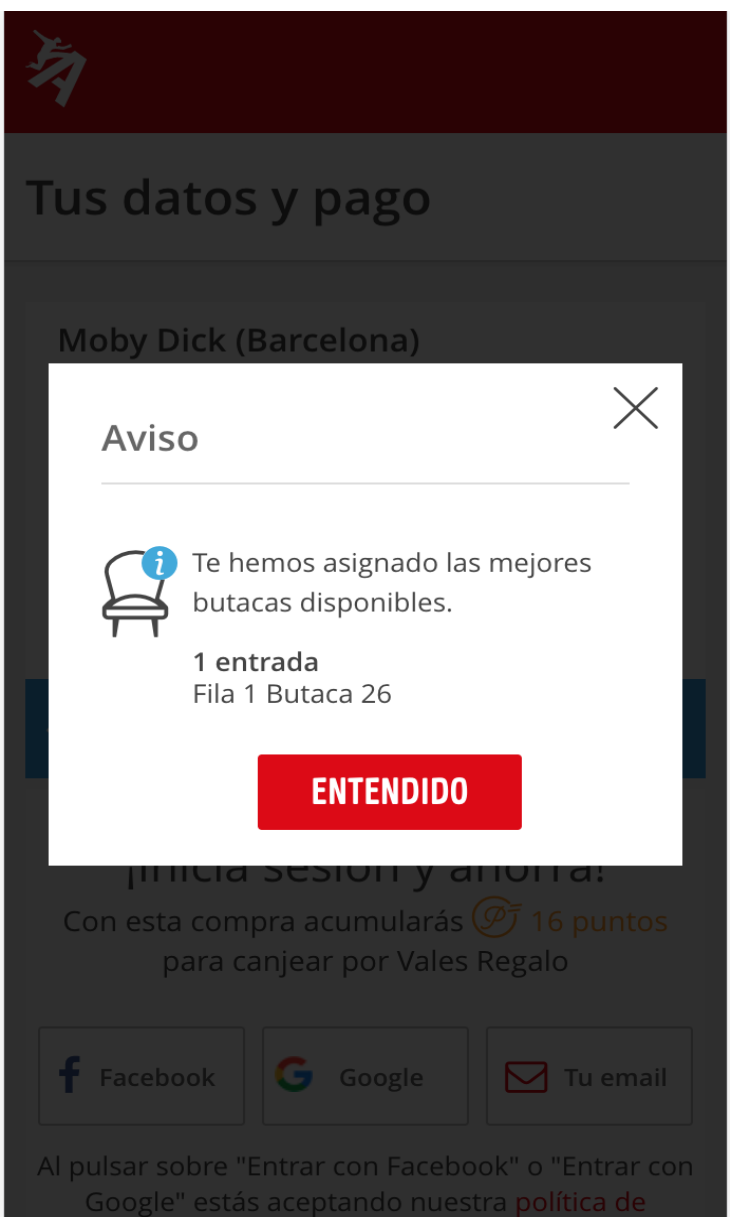 Tus datos y pago
Moby Dick (Barcelona)
Aviso
Te hemos asignado las mejores
butacas disponibles.
1 entrada
Fila 1 Butaca 26
ENTENDIDO
¡Inicia sesión y ahorra!
Con esta compra acumularás 16 puntos
para canjear por Vales Regalo
Facebook
Google
Tu email
Al pulsar sobre "Entrar con Facebook" o "Entrar con
Google" estás aceptando nuestra política de